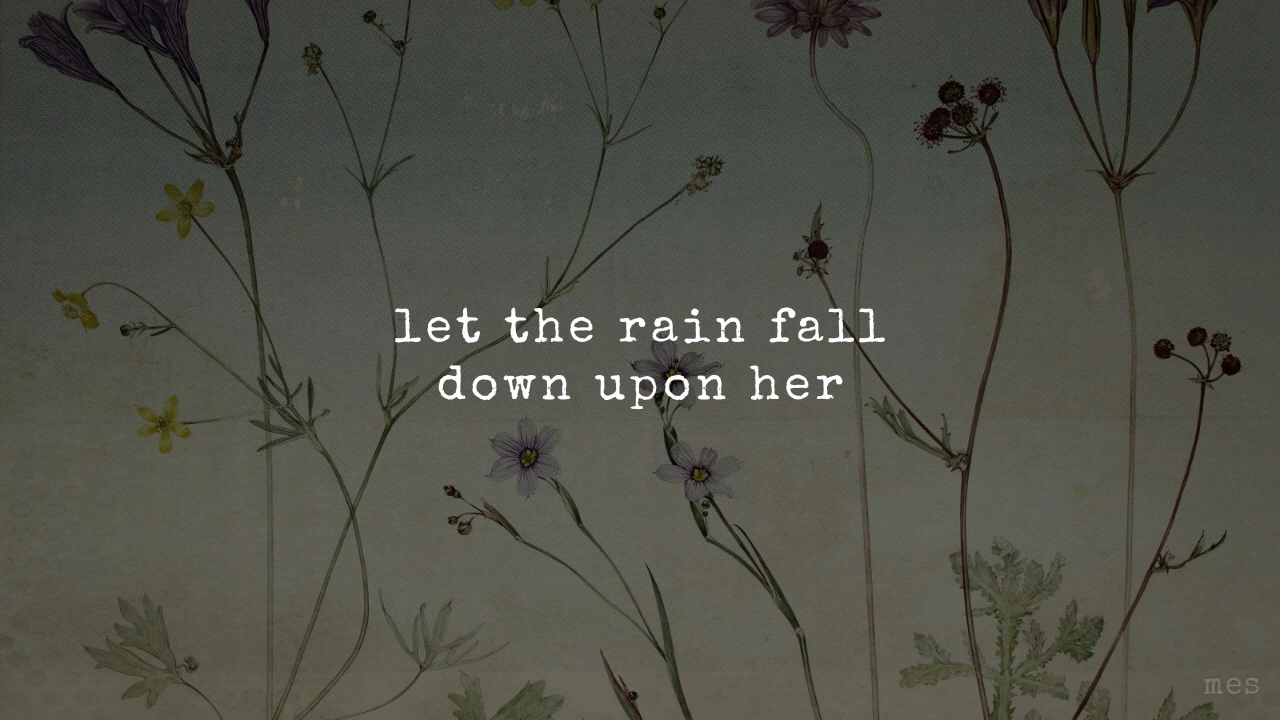 let the rain fall
down upon her
mes